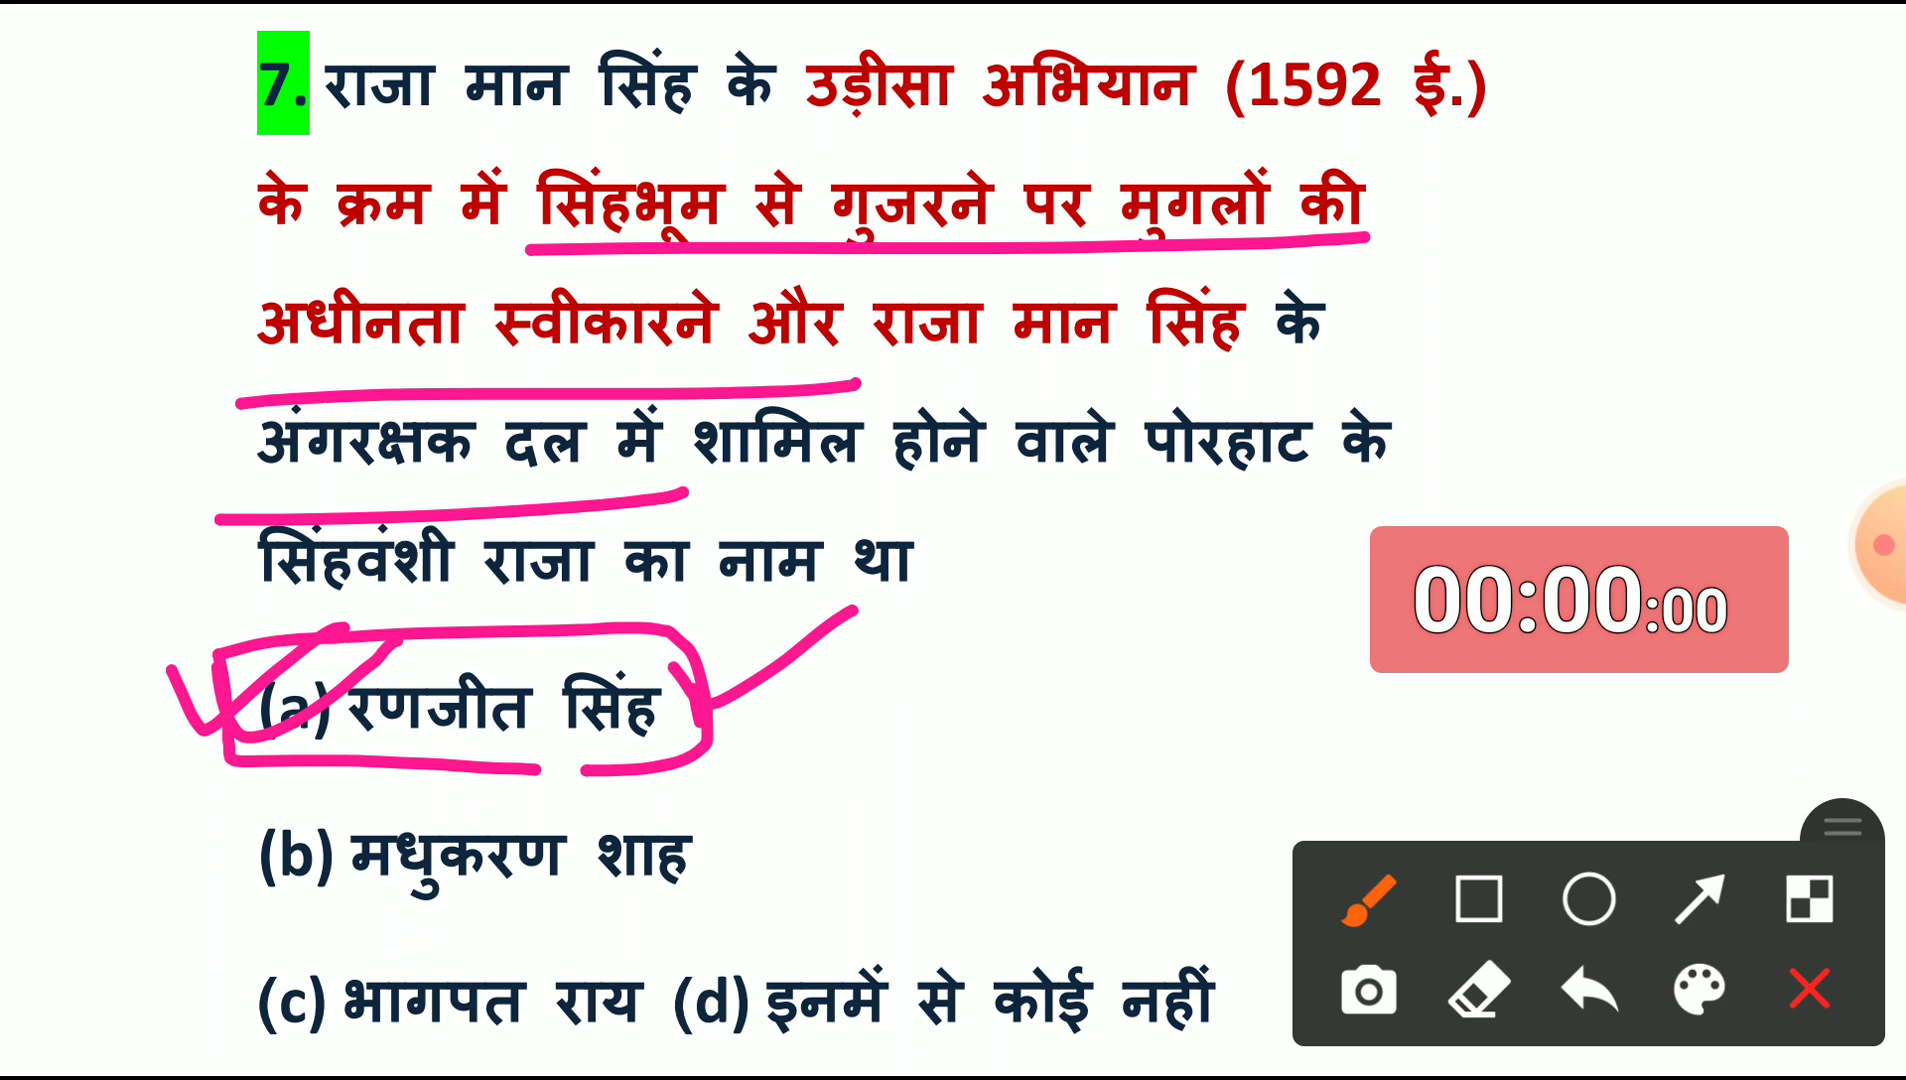 7. राजा मान सिंह के उड़ीसा अभियान (1592 ई.)
के क्रम में सिंहभूम से गुजरने पर मुगलों की
अधीनता स्वीकारने और राजा मान सिंह के
अंगरक्षक दल में शामिल होने वाले पोरहाट के
सिंहवंशी राजा का नाम था
(a) रणजीत सिंह
(b) मधुकरण शाह
(c) भागपत राय (d) इनमें से कोई नहीं
00:00:00